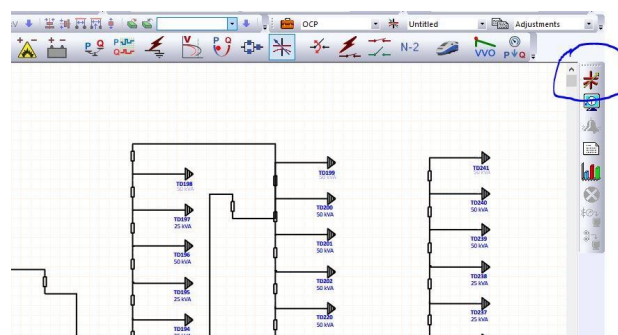 OCP
Untitled
Adjustments
P Q
P Q
N-2
VVO
P Q
TD198
TD199
TD241
TD197
25 kVA
TD200
50 kVA
TD240
50 kVA
TD196
50 kVA
TD201
50 kVA
TD239
50 kVA
TD195
25 kVA
TD202
50 kVA
TD238
25 kVA
TD194
TD220
50 kVA
TD237
25 kVA